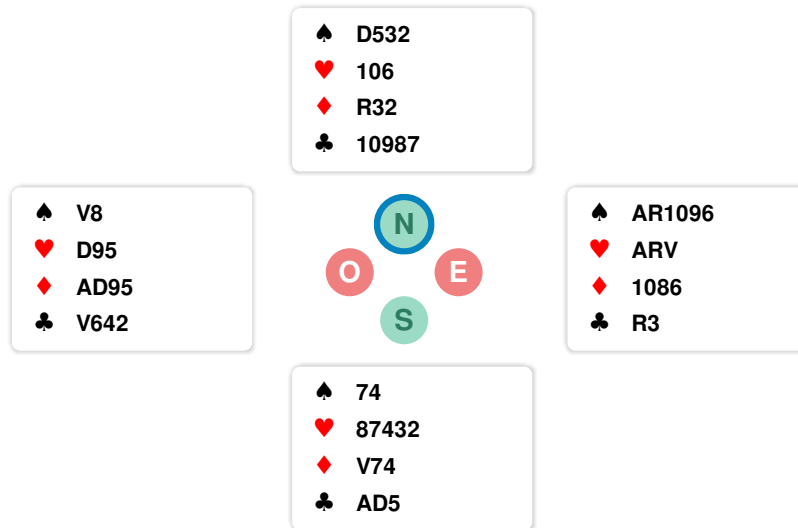 ♠ D532
♥ 106
♦ R32
♣ 10987
♠ V8
♥ D95
♦ AD95
♣ V642
N
O E
S
♠ AR1096
♥ ARV
♦ 1086
♣ R3
♠ 74
♥ 87432
♦ V74
♣ AD5